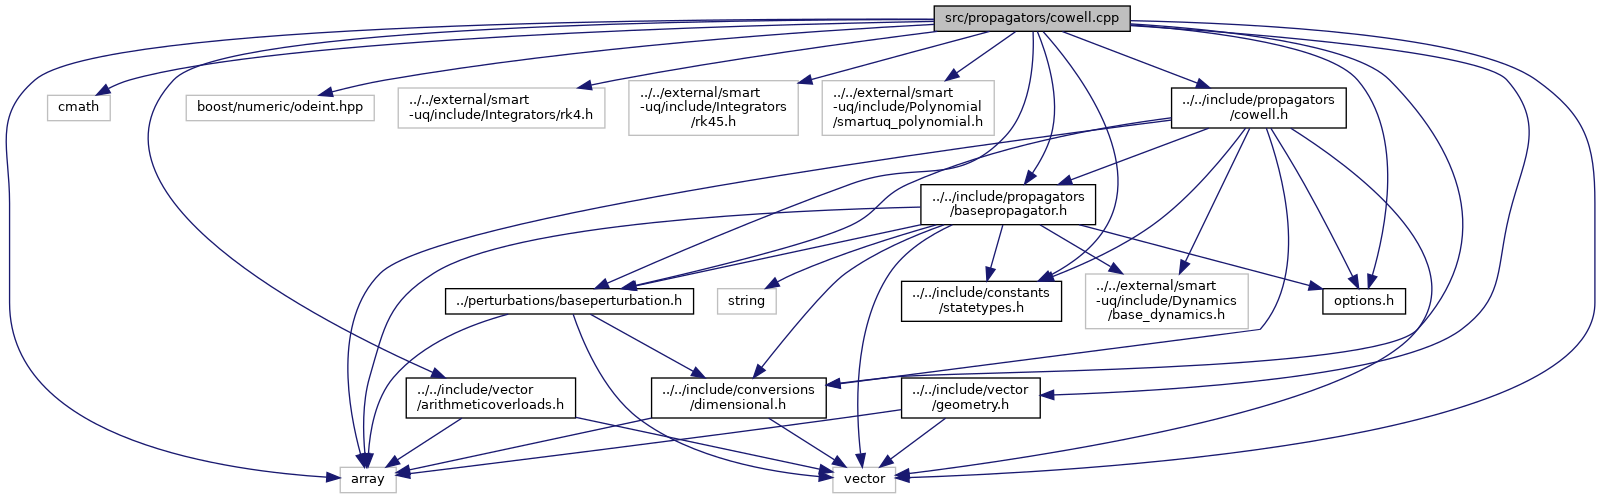 src/propagators/cowell.cpp
cmath
boost/numeric/odeint.hpp
../../external/smart
-uq/include/Integrators/rk4.h
../../external/smart
-uq/include/Integrators
/rk45.h
../../external/smart
-uq/include/Polynomial
/smartuq_polynomial.h
../../include/propagators
/cowell.h
../../include/propagators
/basepropagator.h
../perturbations/baseperturbation.h
string
../../include/constants
/statetypes.h
../../external/smart
-uq/include/Dynamics
/base_dynamics.h
options.h
../../include/vector
/arithmeticoverloads.h
../../include/conversions
/dimensional.h
../../include/vector
/geometry.h
array
vector